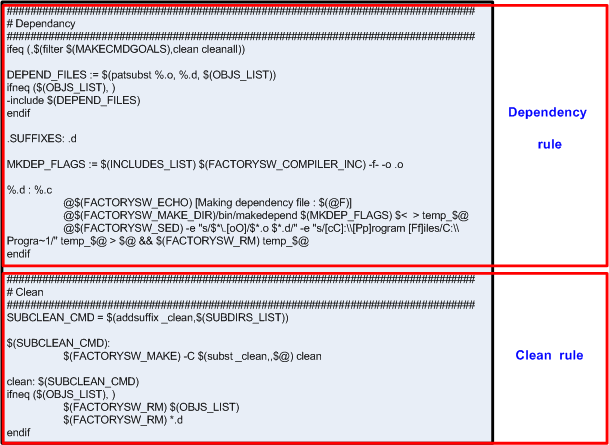 ################################################################################
# Dependancy
################################################################################
ifeq (,$(filter $(MAKECMDGOALS),clean cleanall))
DEPEND_FILES := $(patsubst %.o, %.d, $(OBJS_LIST))
ifneq ($(OBJS_LIST), )
-include $(DEPEND_FILES)
endif
.SUFFIXES: .d
MKDEP_FLAGS := $(INCLUDES_LIST) $(FACTORYSW_COMPILER_INC) -f- -o .o
%.d : %.c
@$(FACTORYSW_ECHO) [Making dependency file : $(@F)]
@$(FACTORYSW_MAKE_DIR)/bin/makedepend $(MKDEP_FLAGS) $< > temp_$@
@$(FACTORYSW_SED) -e "s/$*\.[oO]/$*.o $*.d/" -e "s/[cC]:\\[Pp]rogram [Ff]iles/C:\\
Progra~1/" temp_$@ > $@ && $(FACTORYSW_RM) temp_$@
endif
Dependency
rule
################################################################################
# Clean
################################################################################
SUBCLEAN_CMD = $(addsuffix _clean,$(SUBDIRS_LIST))
$(SUBCLEAN_CMD):
$(FACTORYSW_MAKE) -C $(subst _clean,,$@) clean
clean: $(SUBCLEAN_CMD)
ifneq ($(OBJS_LIST), )
$(FACTORYSW_RM) $(OBJS_LIST)
$(FACTORYSW_RM) *.d
endif
Clean rule